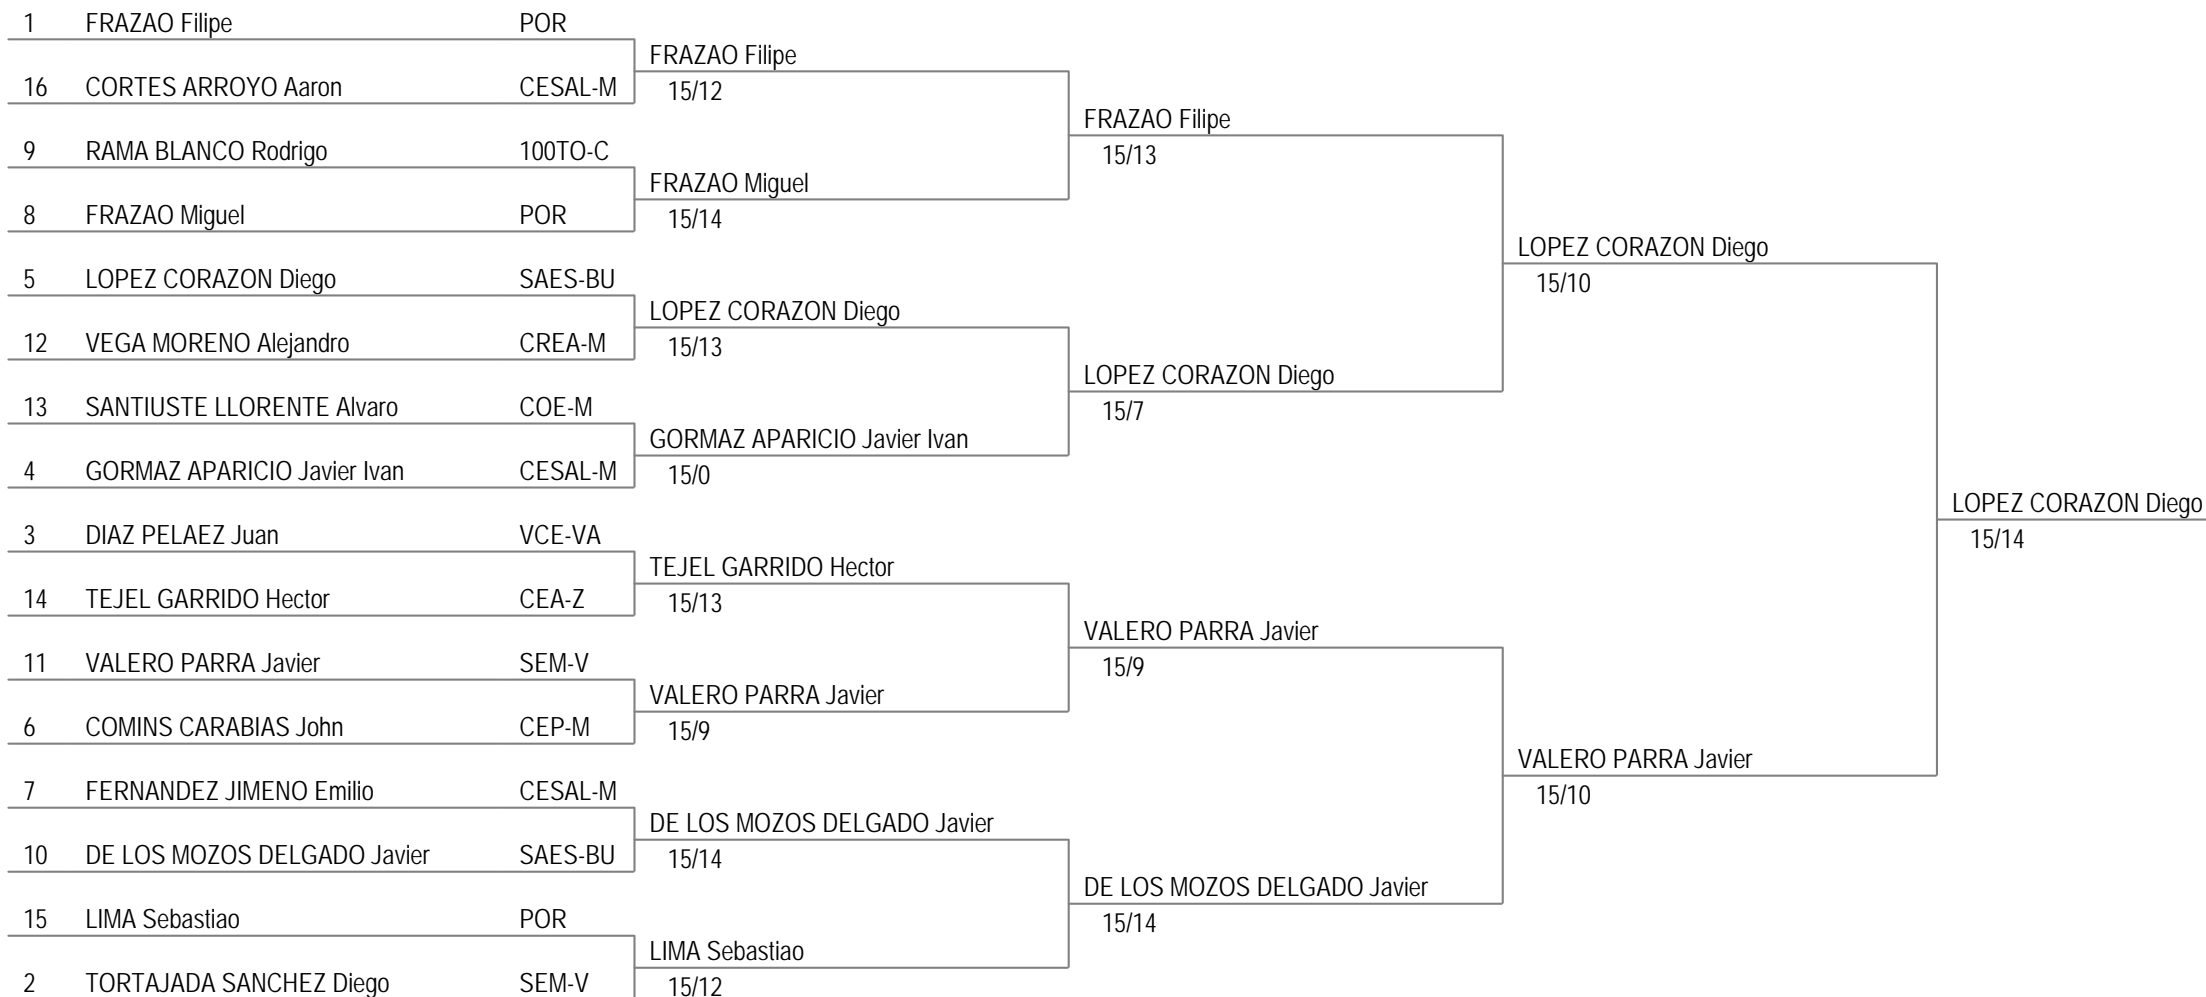 1 FRAZAO Filipe POR
FRAZAO Filipe
16 CORTES ARROYO Aaron CESAL-M
15/12
FRAZAO Filipe
9 RAMA BLANCO Rodrigo 100TO-C
15/13
FRAZAO Miguel
8 FRAZAO Miguel POR
15/14
LOPEZ CORAZON Diego
5 LOPEZ CORAZON Diego SAES-BU
15/10
LOPEZ CORAZON Diego
12 VEGA MORENO Alejandro CREA-M
15/13
LOPEZ CORAZON Diego
13 SANTIUSTE LLORENTE Alvaro COE-M
15/7
GORMAZ APARICIO Javier Ivan
4 GORMAZ APARICIO Javier Ivan CESAL-M
15/0
LOPEZ CORAZON Diego
3 DIAZ PELAEZ Juan VCE-VA
15/14
TEJEL GARRIDO Hector
14 TEJEL GARRIDO Hector CEA-Z
15/13
VALERO PARRA Javier
11 VALERO PARRA Javier SEM-V
15/9
VALERO PARRA Javier
6 COMINS CARABIAS John CEP-M
15/9
VALERO PARRA Javier
7 FERNANDEZ JIMENO Emilio CESAL-M
15/10
DE LOS MOZOS DELGADO Javier
10 DE LOS MOZOS DELGADO Javier SAES-BU
15/14
DE LOS MOZOS DELGADO Javier
15 LIMA Sebastiao POR
15/14
LIMA Sebastiao
2 TORTAJADA SANCHEZ Diego SEM-V
15/12